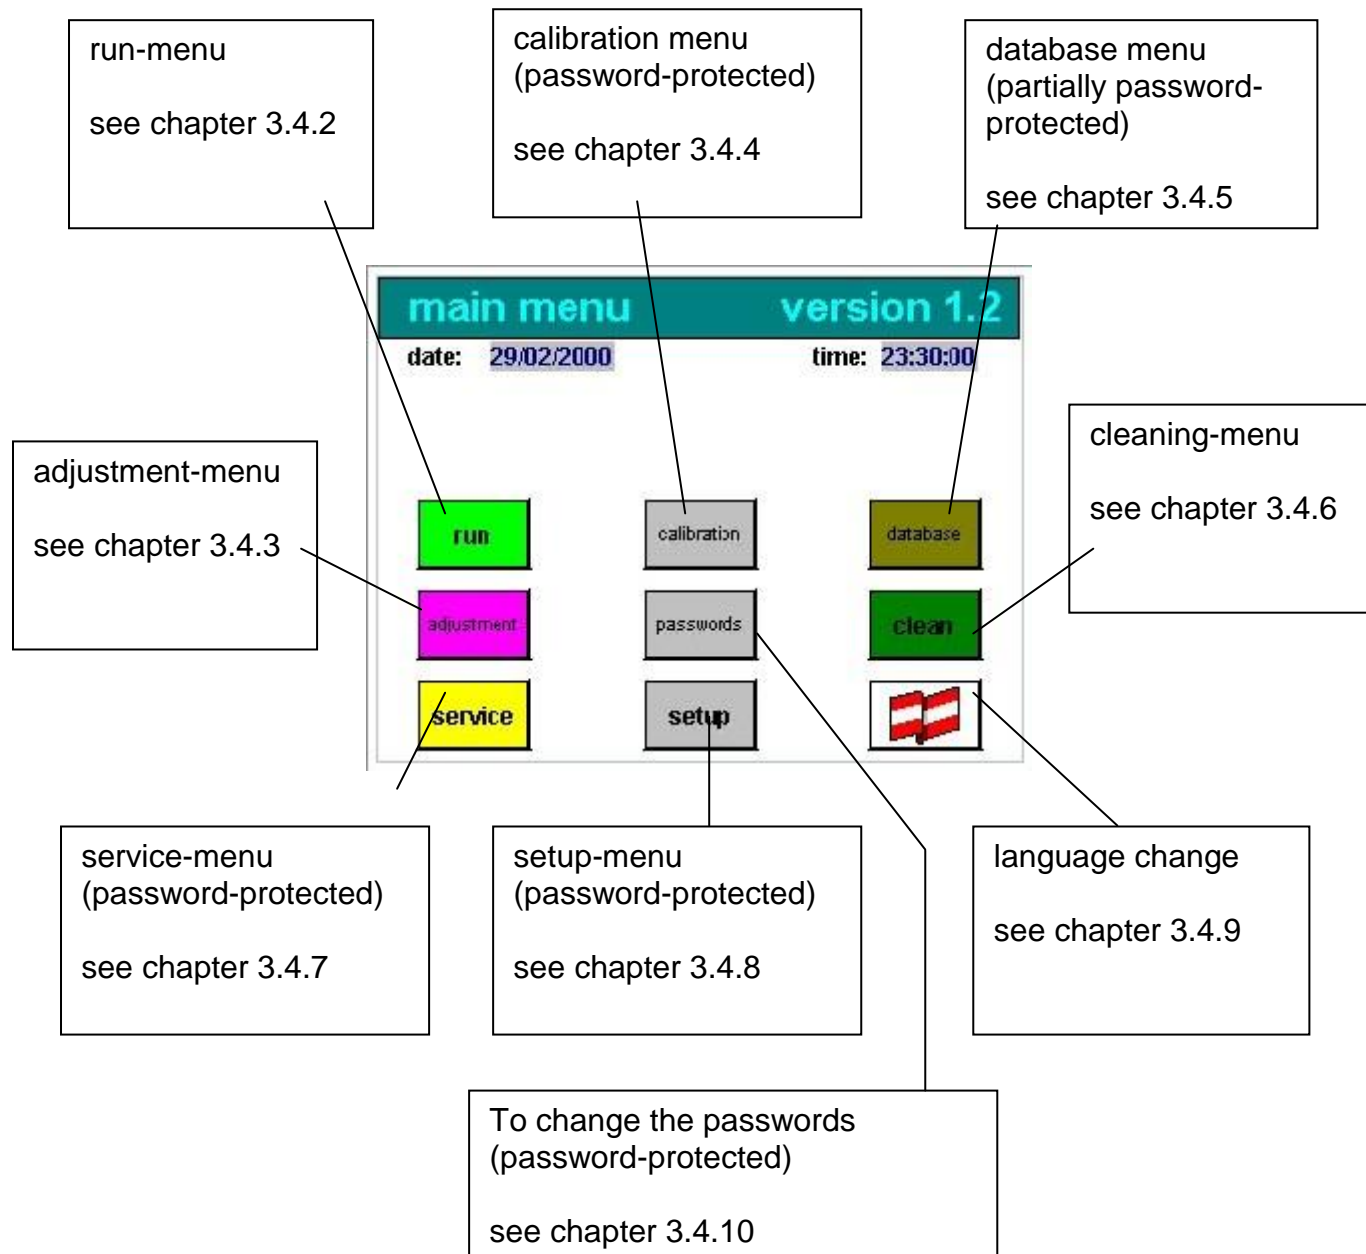 run-menu
see chapter 3.4.2
calibration menu
(password-protected)
see chapter 3.4.4
database menu
(partially password-
protected)
see chapter 3.4.5
main menu version 1.2
date: 29/02/2000 time: 23:30:00
adjustment-menu
see chapter 3.4.3
cleaning-menu
see chapter 3.4.6
run calibration database
adjustment passwords clean
service setup
service-menu
(password-protected)
see chapter 3.4.7
setup-menu
(password-protected)
see chapter 3.4.8
language change
see chapter 3.4.9
To change the passwords
(password-protected)
see chapter 3.4.10